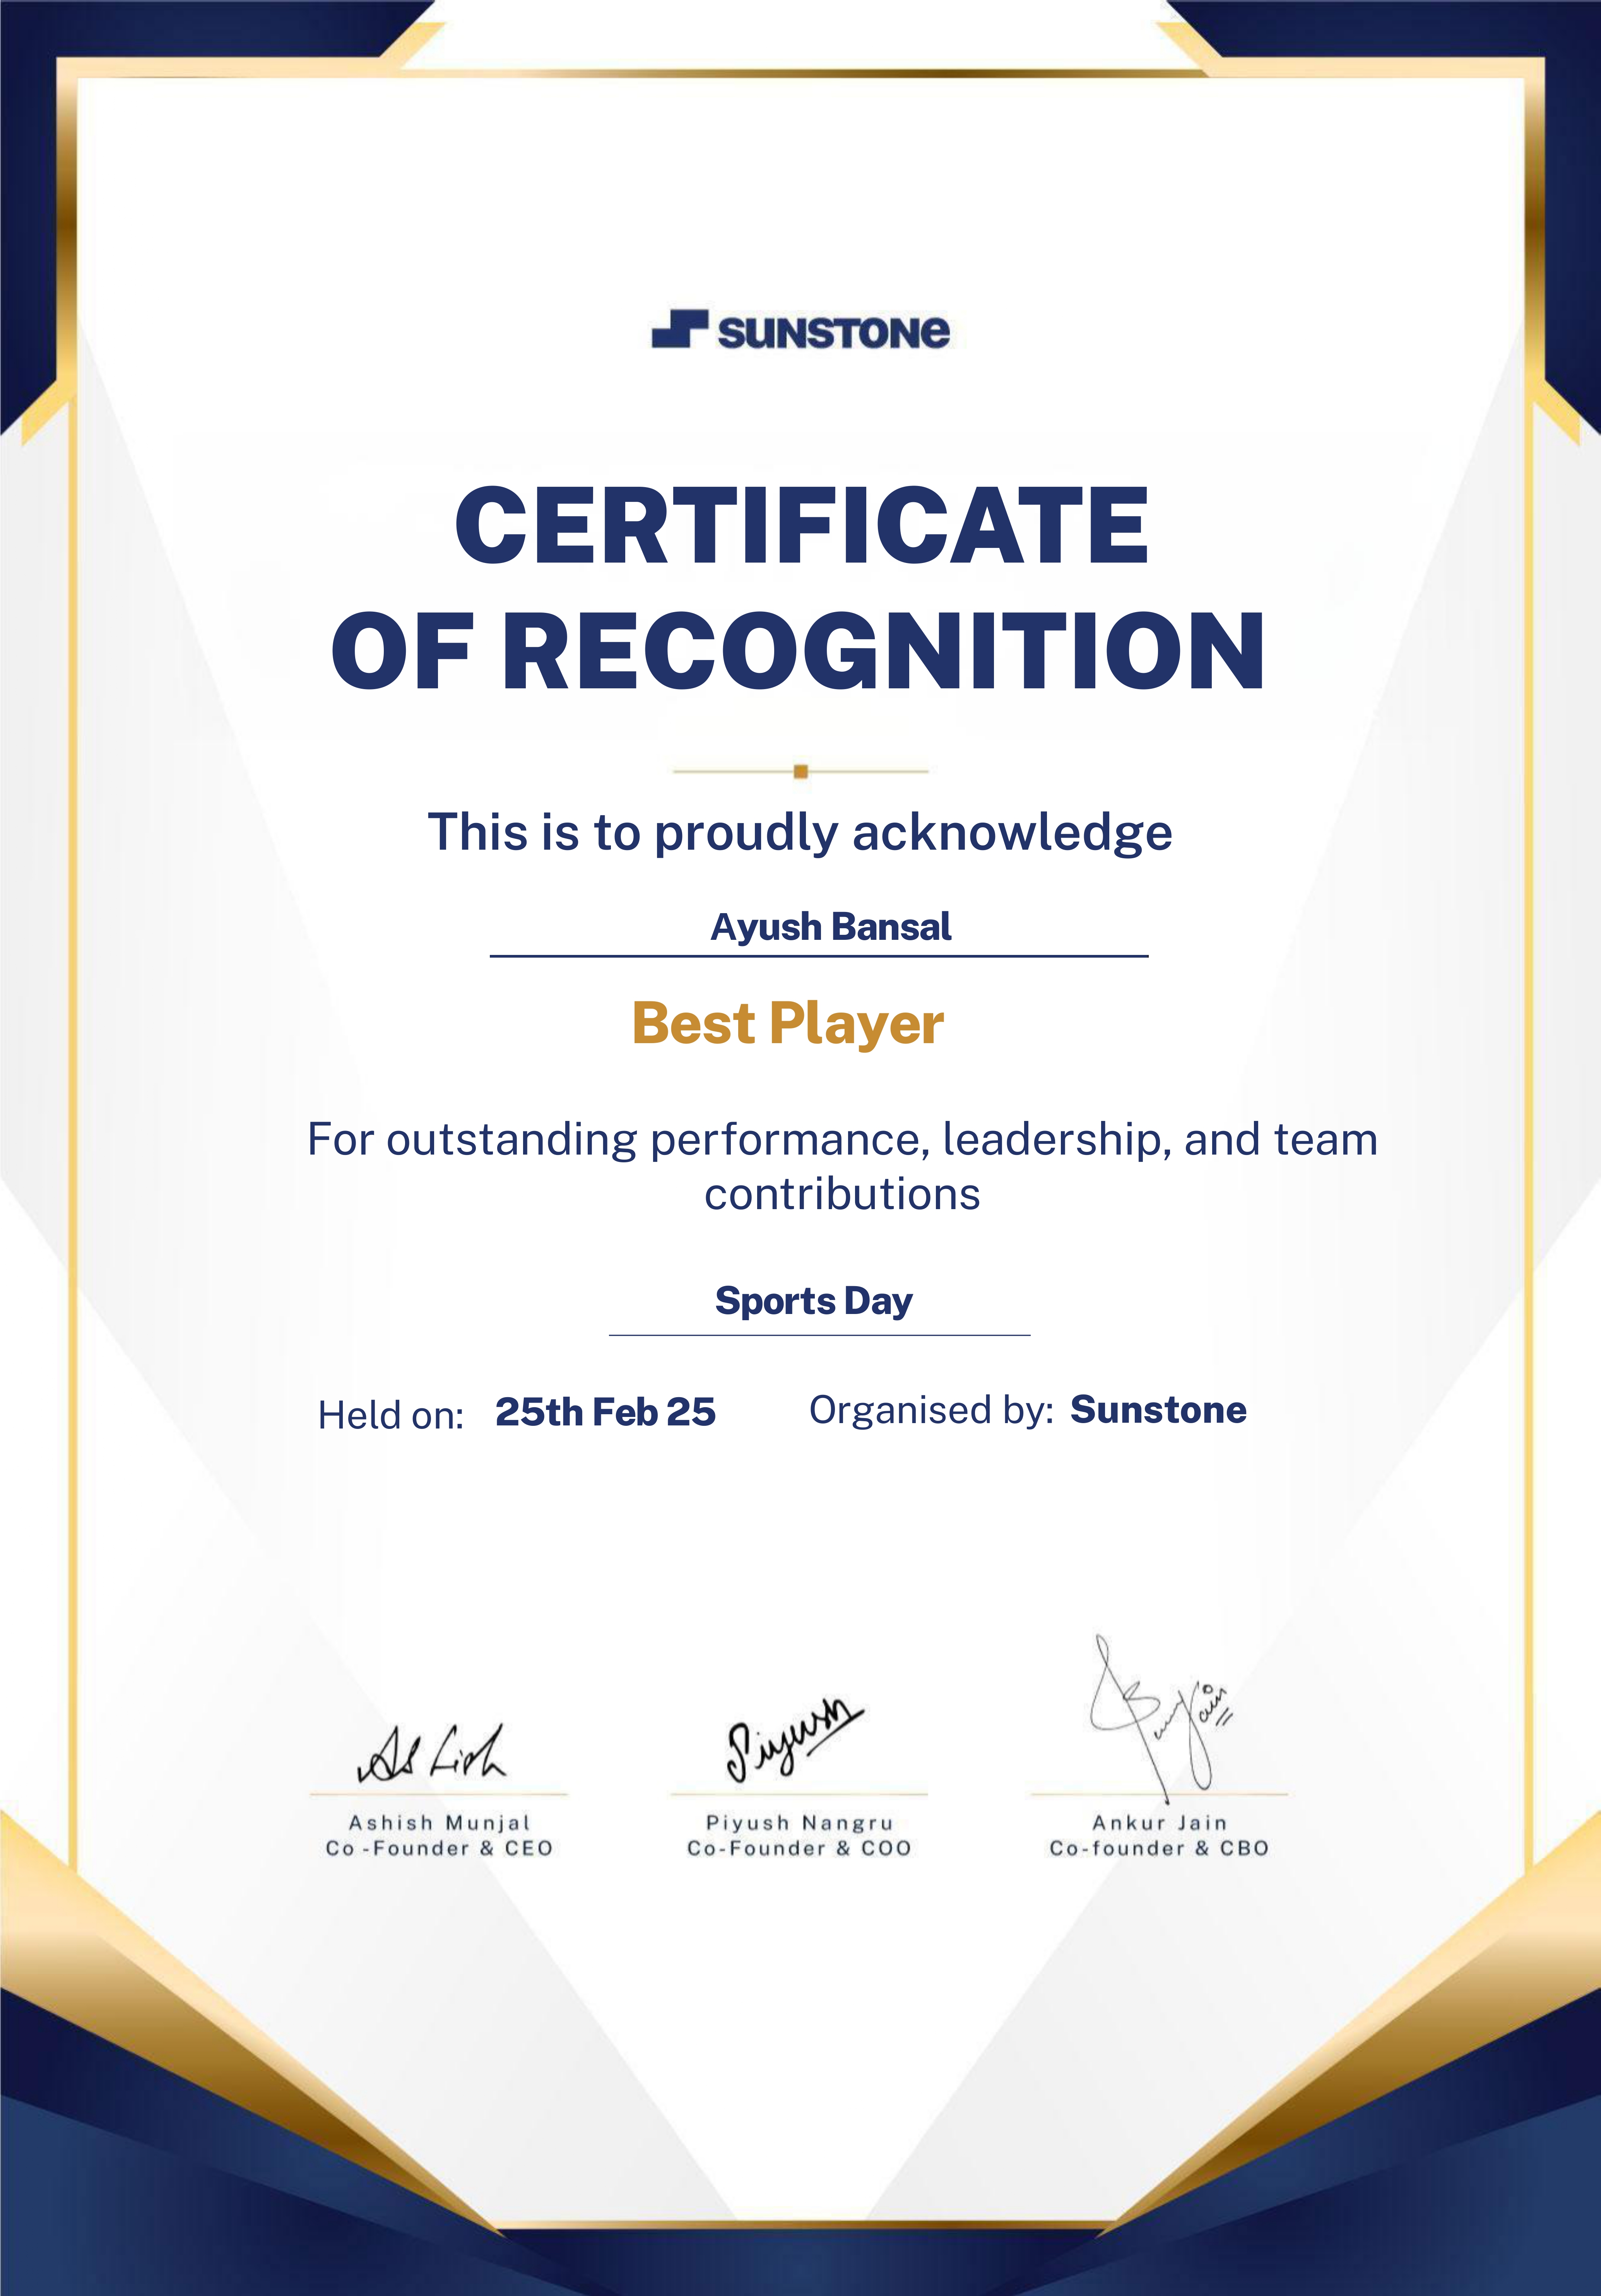 SUNSTONE
CERTIFICATE
OF RECOGNITION
This is to proudly acknowledge
Ayush Bansal
Best Player
For outstanding performance, leadership, and team
contributions
Sports Day
Held on: 25th Feb 25 Organised by: Sunstone
Piyush
Ashish Munjal Piyush Nangru Ankur Jain
Co -Founder & CEO Co-Founder & COO Co-founder & CBO